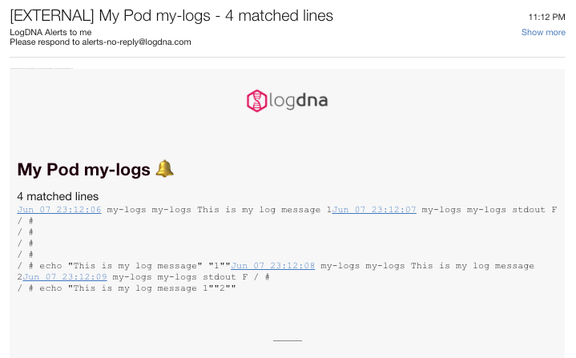 [EXTERNAL] My Pod my-logs - 4 matched lines
11:12 PM
LogDNA Alerts to me
Show more
Please respond to alerts-no-reply@logdna.com
logdna
My Pod my-logs 🔔
4 matched lines
Jun 07 23:12:06 my-logs my-logs This is my log message 1Jun 07 23:12:07 my-logs my-logs stdout F
/ #
/ #
/ #
/ #
/ # echo "This is my log message" "1""Jun 07 23:12:08 my-logs my-logs This is my log message
2Jun 07 23:12:09 my-logs my-logs stdout F / #
/ # echo "This is my log message 1""2""